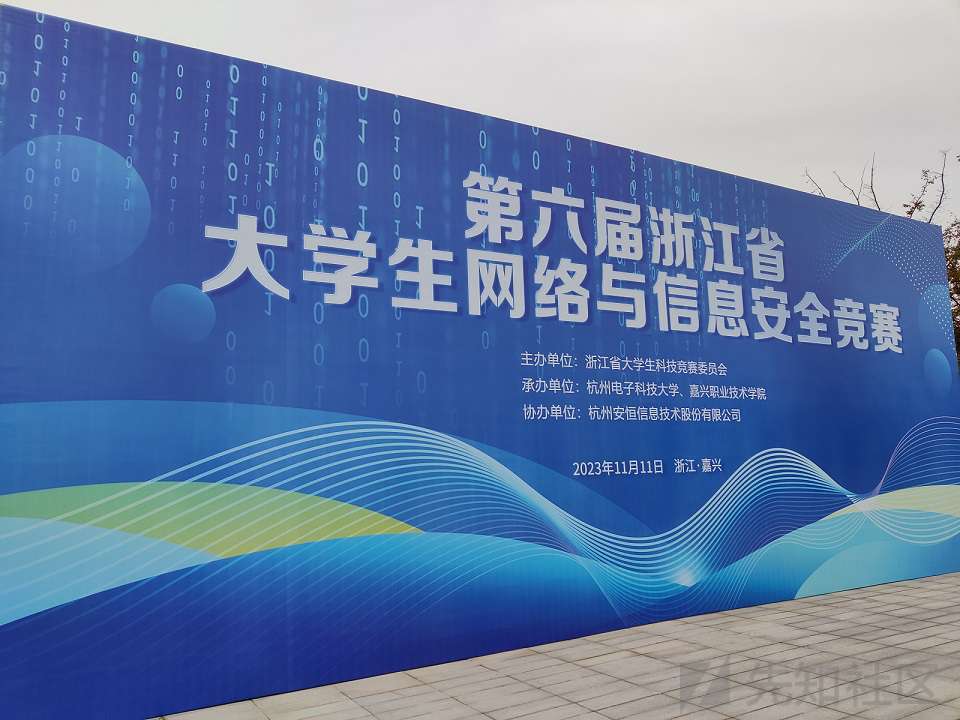 第六届浙江省
大学生网络与信息安全竞赛
主办单位：浙江省大学生科技竞赛委员会
承办单位：杭州电子科技大学、嘉兴职业技术学院
协办单位：杭州安恒信息技术股份有限公司
2023年11月11日 浙江·嘉兴
先知社区